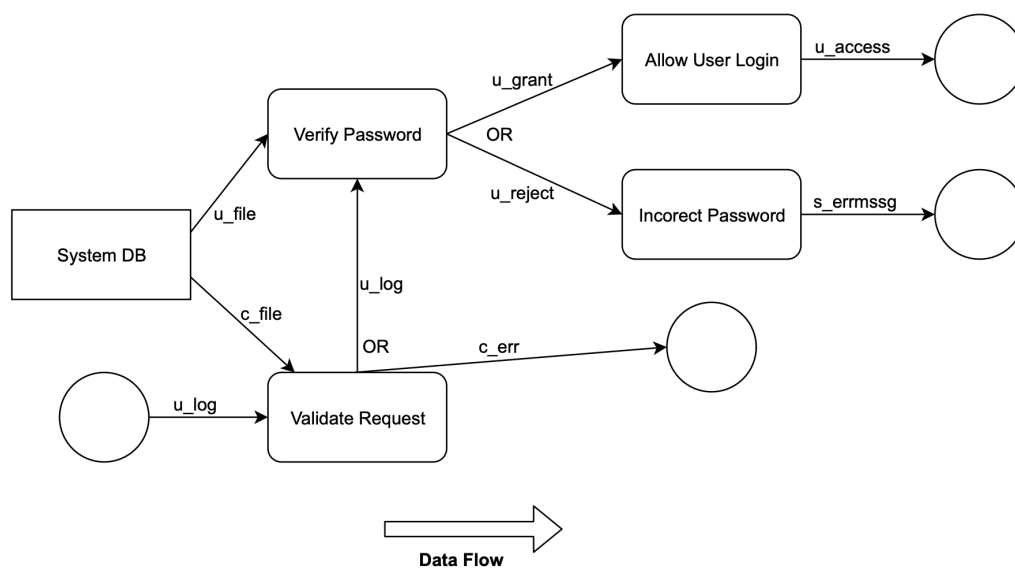 Allow User Login
u_access
u_grant
Verify Password
OR
u_reject
Incorect Password
s_errmssg
u_file
System DB
u_log
c_file
OR
c_err
u_log
Validate Request
Data Flow